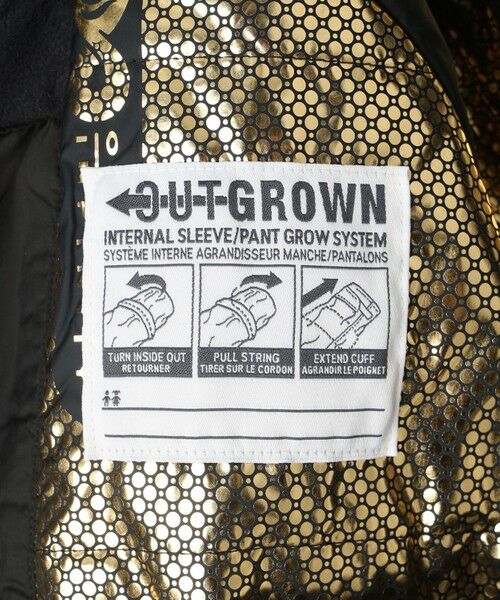 OUTGROWN
INTERNAL SLEEVE/PANT GROW SYSTEM
SYSTÈME INTERNE AGRANDISSEUR MANCHE/PANTALONS
TURN INSIDE OUT
RETOURNER
PULL STRING
TIRER SUR LE CORDON
EXTEND CUFF
AGRANDIR LE POIGNET